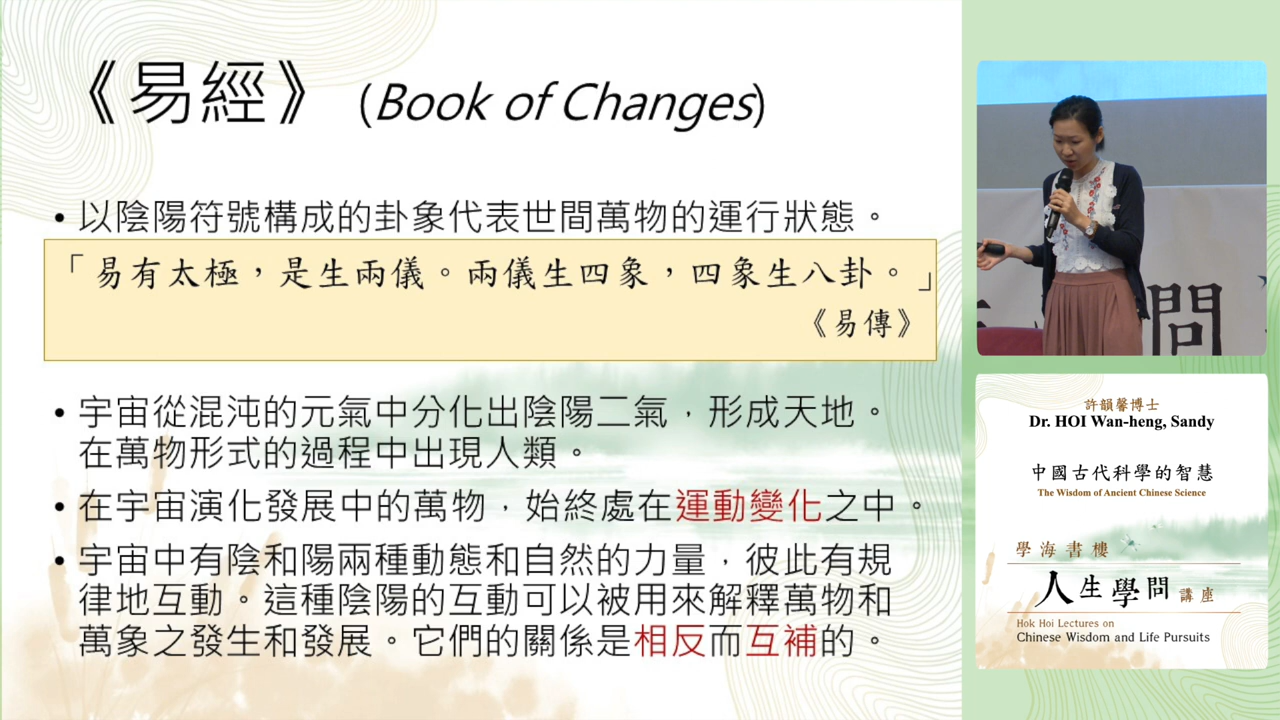 《易經》 (Book of Changes)
• 以陰陽符號構成的卦象代表世間萬物的運行狀態。
「易有太極，是生兩儀。兩儀生四象，四象生八卦。」
《易傳》
• 宇宙從混沌的元氣中分化出陰陽二氣，形成天地。
在萬物形式的過程中出現人類。
• 在宇宙演化發展中的萬物，始終處在運動變化之中。
• 宇宙中有陰和陽兩種動態和自然的力量，彼此有規
律地互動。這種陰陽的互動可以被用來解釋萬物和
萬象之發生和發展。它們的關係是相反而互補的。
問
許韻馨博士
Dr. HOI Wan-heng, Sandy
中國古代科學的智慧
The Wisdom of Ancient Chinese Science
學海書樓
人生學問講座
Hok Hoi Lectures on
Chinese Wisdom and Life Pursuits